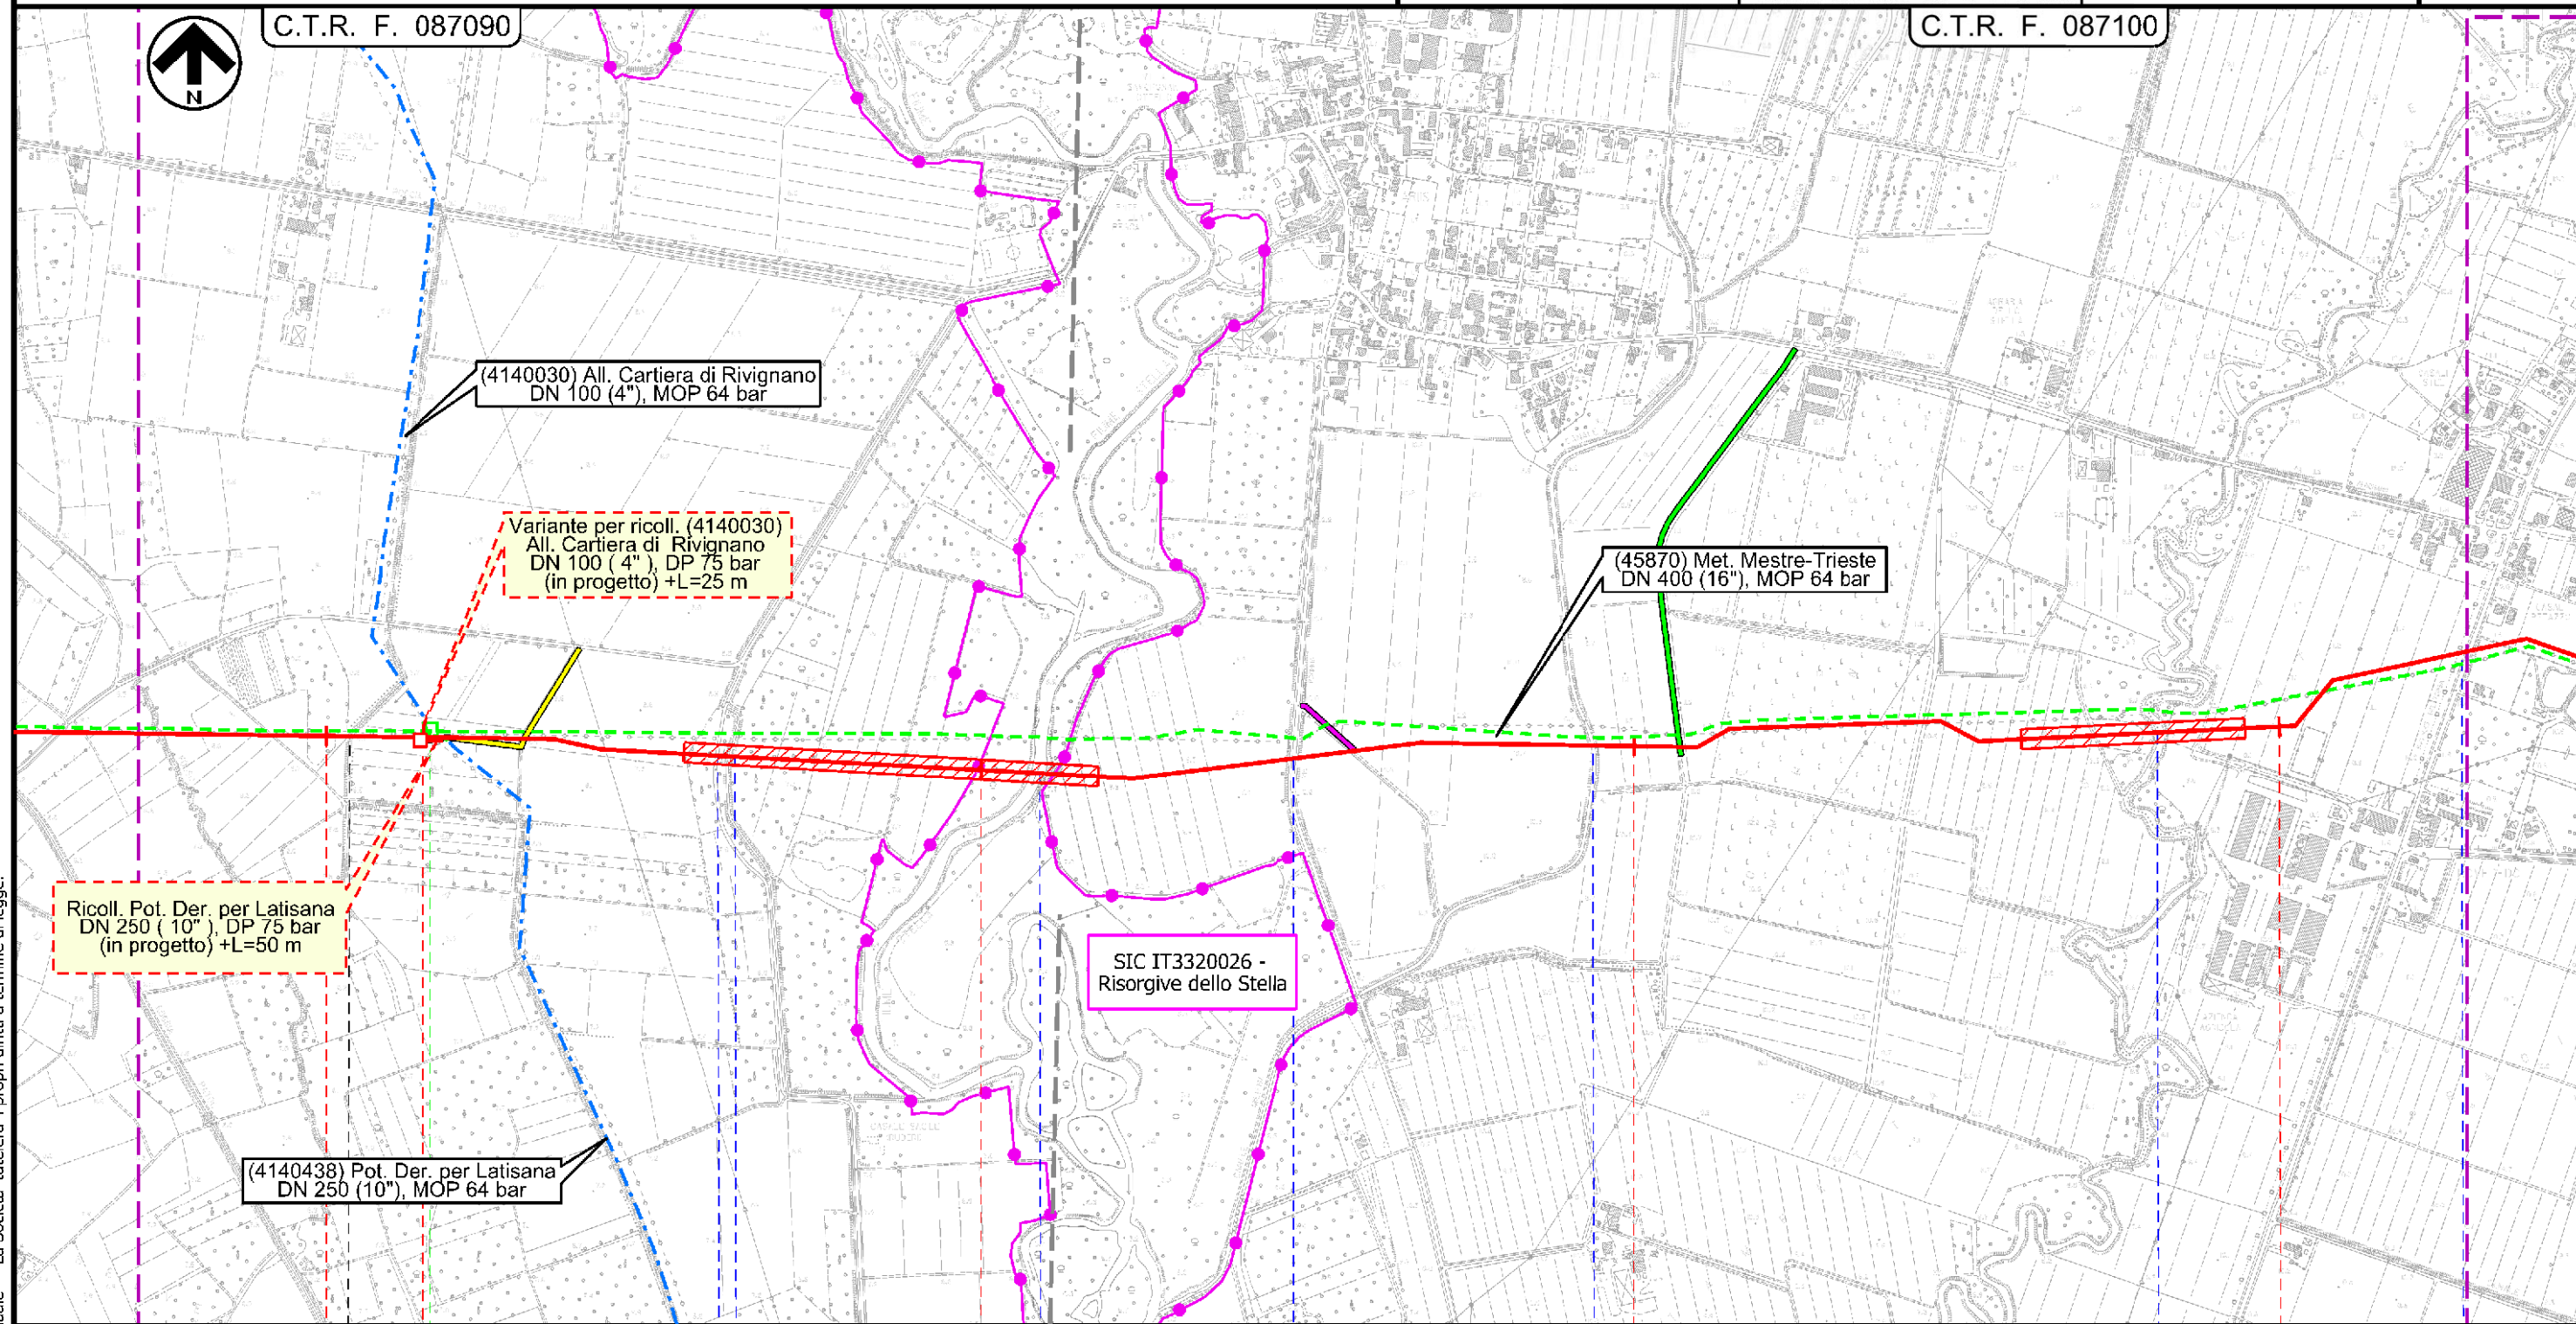 C.T.R. F. 087090
C.T.R. F. 087100
N
(4140030) All. Cartiera di Rivignano
DN 100 (4"), MOP 64 bar
Variante per ricoll. (4140030)
All. Cartiera di Rivignano
DN 100 ( 4" ), DP 75 bar
(in progetto) +L=25 m
(45870) Met. Mestre-Trieste
DN 400 (16"), MOP 64 bar
Ricoll. Pot. Der. per Latisana
DN 250 ( 10" ), DP 75 bar
(in progetto) +L=50 m
SIC IT3320026 -
Risorgive dello Stella
(4140438) Pot. Der. per Latisana
DN 250 (10"), MOP 64 bar